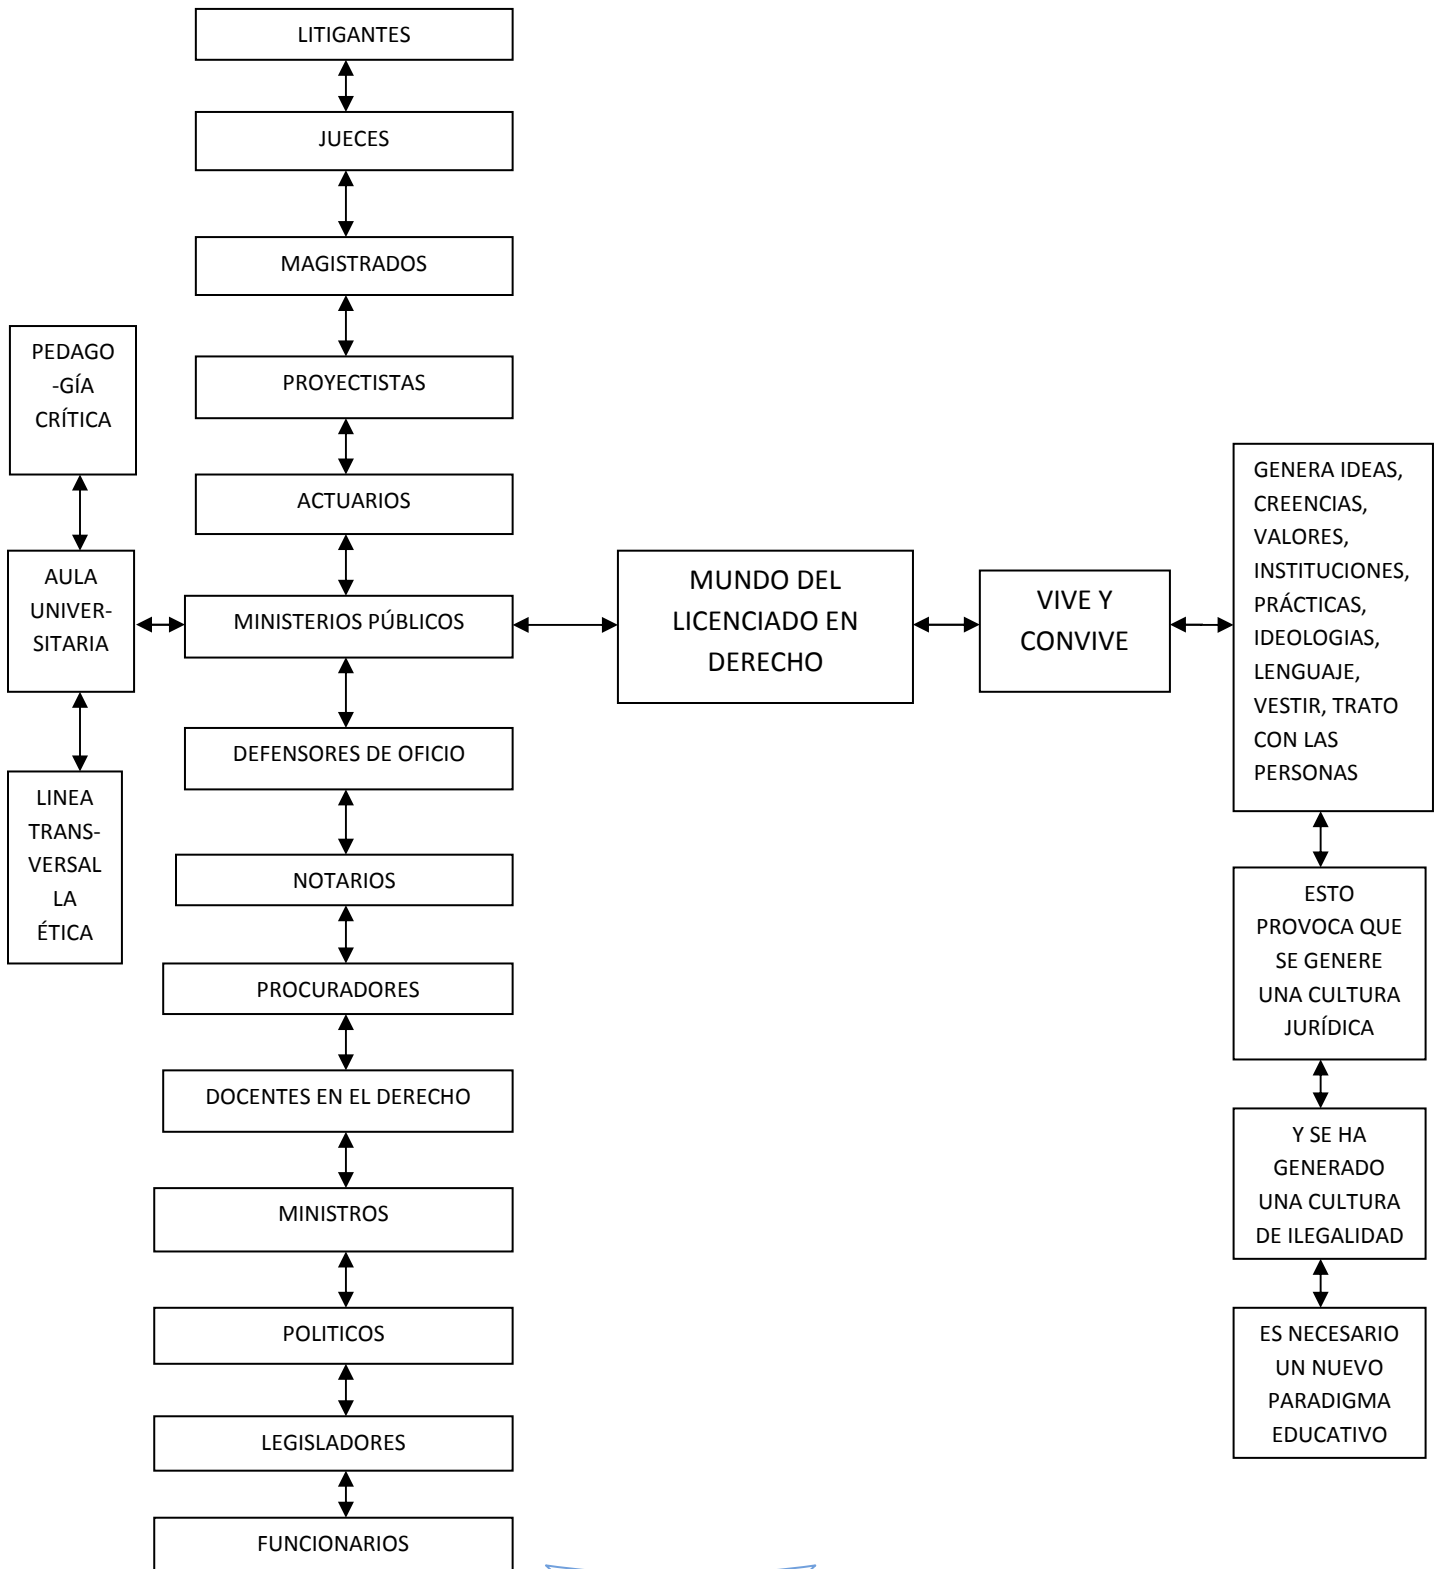 LITIGANTES
JUECES
MAGISTRADOS
PROYECTISTAS
ACTUARIOS
MINISTERIOS PÚBLICOS
DEFENSORES DE OFICIO
NOTARIOS
PROCURADORES
DOCENTES EN EL DERECHO
MINISTROS
POLITICOS
LEGISLADORES
FUNCIONARIOS
PEDAGO
-GÍA
CRÍTICA
AULA
UNIVER-
SITARIA
LINEA
TRANS-
VERSAL
LA
ÉTICA
MUNDO DEL
LICENCIADO EN
DERECHO
VIVE Y
CONVIVE
GENERA IDEAS,
CREENCIAS,
VALORES,
INSTITUCIONES,
PRÁCTICAS,
IDEOLOGIAS,
LENGUAJE,
VESTIR, TRATO
CON LAS
PERSONAS
ESTO
PROVOCA QUE
SE GENERE
UNA CULTURA
JURÍDICA
Y SE HA
GENERADO
UNA CULTURA
DE ILEGALIDAD
ES NECESARIO
UN NUEVO
PARADIGMA
EDUCATIVO